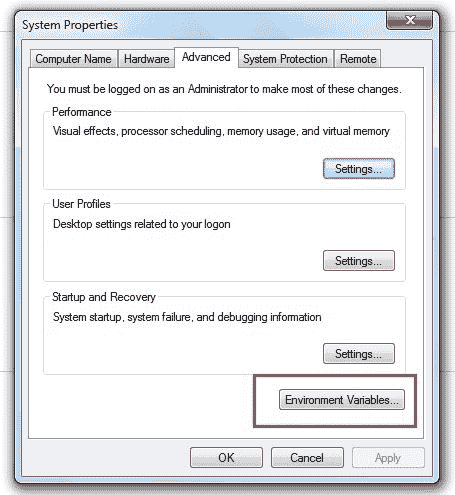 System Properties
Computer Name Hardware Advanced System Protection Remote
You must be logged on as an Administrator to make most of these changes.
Performance
Visual effects, processor scheduling, memory usage, and virtual memory
Settings...
User Profiles
Desktop settings related to your logon
Settings...
Startup and Recovery
System startup, system failure, and debugging information
Settings...
Environment Variables...
OK Cancel Apply